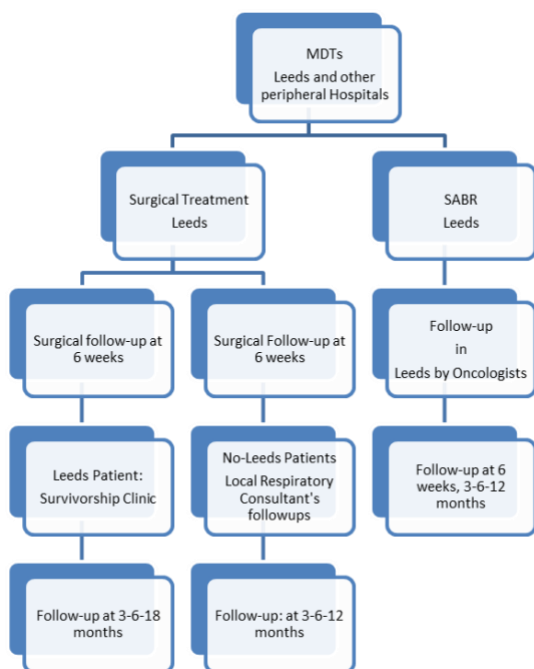 MDTs
Leeds and other
peripheral Hospitals
Surgical Treatment
Leeds
SABR
Leeds
Surgical follow-up at
6 weeks
Surgical Follow-up at
6 weeks
Follow-up
in
Leeds by Oncologists
Leeds Patient:
Survivorship Clinic
No-Leeds Patients
Local Respiratory
Consultant's
followups
Follow-up at 6
weeks, 3-6-12
months
Follow-up at 3-6-18
months
Follow-up: at 3-6-12
months